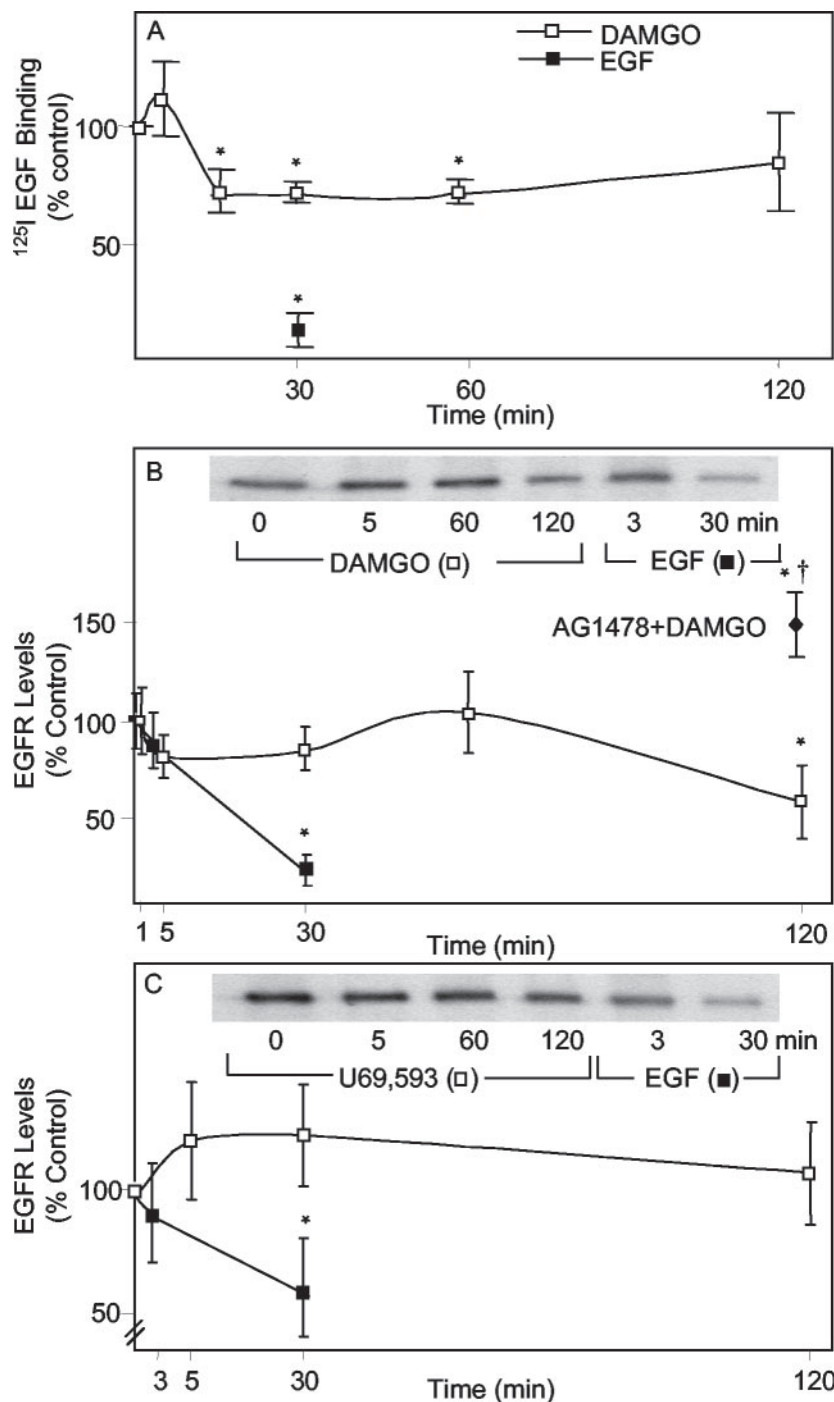 A
DAMGO
EGF
¹²⁵I EGF Binding
(% control)
100
50
*
*
*
*
30
60
120
Time (min)
B
0 5 60 120 3 30 min
DAMGO (□) EGF (■)
* †
AG1478+DAMGO
EGFR Levels
(% Control)
150
100
50
*
*
1 5 30 120
Time (min)
C
0 5 60 120 3 30 min
U69,593 (□) EGF (■)
EGFR Levels
(% Control)
100
50
*
3 5 30 120
Time (min)